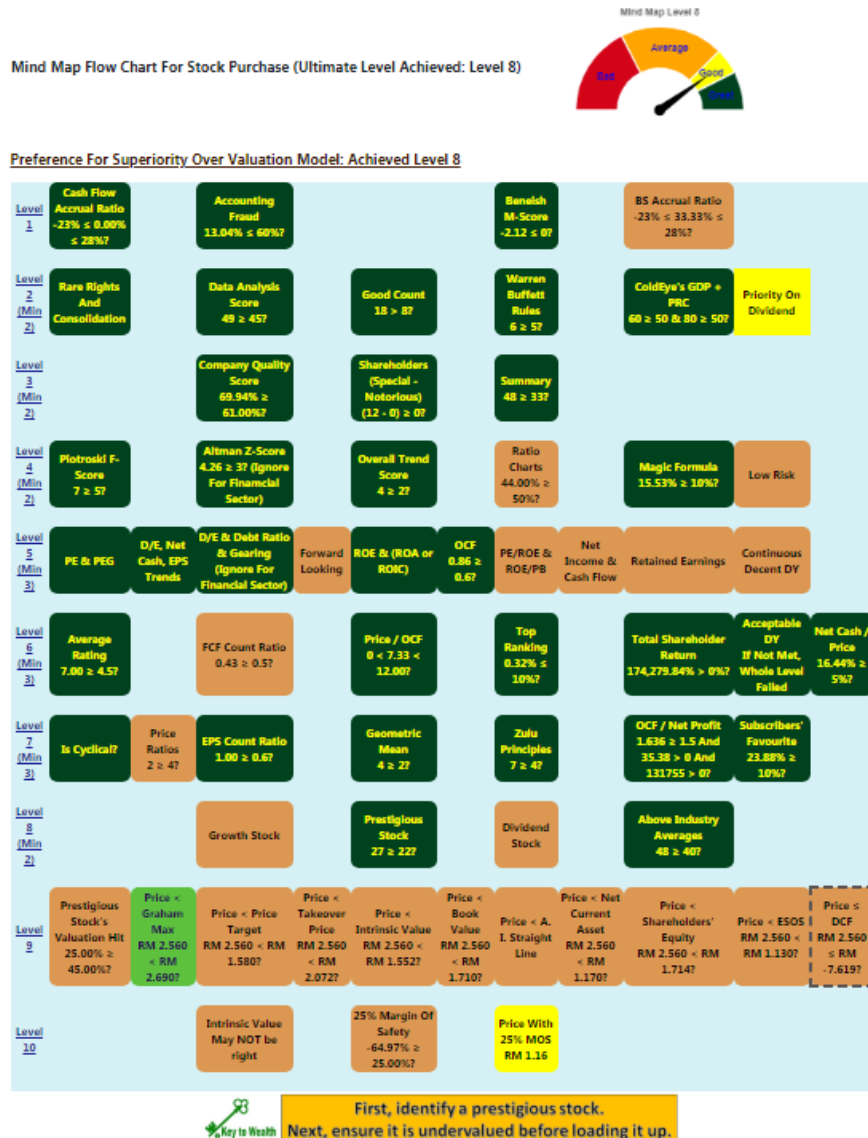 Mind Map Level 8
Average
Good
Mind Map Flow Chart For Stock Purchase (Ultimate Level Achieved: Level 8)
Preference For Superiority Over Valuation Model: Achieved Level 8
Level
1
Cash Flow
Accrual Ratio
-23% ≤ 0.00%
≤ 28%?
Accounting
Fraud
13.04% ≤ 60%?
Beneish
M-Score
-2.12 ≤ 0?
BS Accrual Ratio
-23% ≤ 33.33% ≤
28%?
Level
2
(Min
2)
Rare Rights
And
Consolidation
Data Analysis
Score
49 ≥ 45?
Good Count
18 > 8?
Warren
Buffett
Rules
6 ≥ 5?
ColdEye's GDP +
PRC
60 ≥ 50 & 80 ≥ 50?
Priority On
Dividend
Level
3
(Min
2)
Company Quality
Score
69.94% ≥
61.00%?
Shareholders
(Special -
Notorious)
(12 - 0) ≥ 0?
Summary
48 ≥ 33?
Level
4
(Min
2)
Piotroski F-
Score
7 ≥ 5?
Altman Z-Score
4.26 ≥ 3? (Ignore
For Finamcial
Sector)
Overall Trend
Score
4 ≥ 2?
Ratio
Charts
44.00% ≥
50%?
Magic Formula
15.53% ≥ 10%?
Low Risk
Level
5
(Min
3)
PE & PEG
D/E, Net
Cash, EPS
Trends
D/E & Debt Ratio
& Gearing
(Ignore For
Financial Sector)
Forward
Looking
ROE & (ROA or
ROIC)
OCF
0.86 ≥
0.6?
PE/ROE &
ROE/PB
Net
Income &
Cash Flow
Retained Earnings
Continuous
Decent DY
Level
6
(Min
3)
Average
Rating
7.00 ≥ 4.5?
FCF Count Ratio
0.43 ≥ 0.5?
Price / OCF
0 < 7.33 <
12.00?
Top
Ranking
0.32% ≤
10%?
Total Shareholder
Return
174,279.84% > 0%?
Acceptable
DY
If Not Met,
Whole Level
Failed
Net Cash /
Price
16.44% ≥
5%?
Level
7
(Min
3)
Is Cyclical?
Price
Ratios
2 ≥ 4?
EPS Count Ratio
1.00 ≥ 0.6?
Geometric
Mean
4 ≥ 2?
Zulu
Principles
7 ≥ 4?
OCF / Net Profit
1.636 ≥ 1.5 And
35.38 > 0 And
131755 > 0?
Subscribers'
Favourite
23.88% ≥
10%?
Level
8
(Min
2)
Growth Stock
Prestigious
Stock
27 ≥ 22?
Dividend
Stock
Above Industry
Averages
48 ≥ 40?
Level
9
Prestigious
Stock's
Valuation Hit
25.00% ≥
45.00%?
Price <
Graham
Max
RM 2.560
< RM
2.690?
Price < Price
Target
RM 2.560 < RM
1.580?
Price <
Takeover
Price RM
2.560
< RM
2.072?
Price <
Intrinsic Value
RM 2.560 <
RM 1.552?
Price <
Book
Value
RM 2.560
< RM
1.710?
Price < A.
I. Straight
Line
Price < Net
Current
Asset
RM 2.560
< RM
1.170?
Price <
Shareholders'
Equity
RM 2.560 < RM
1.714?
Price < ESOS
RM 2.560 <
RM 1.130?
Price ≤
DCF
RM 2.560
≤ RM
-7.619?
Level
10
Intrinsic Value
May NOT be
right
25% Margin Of
Safety
-64.97% ≥
25.00%?
Price With
25% MOS
RM 1.16
Key to Wealth
First, identify a prestigious stock.
Next, ensure it is undervalued before loading it up.